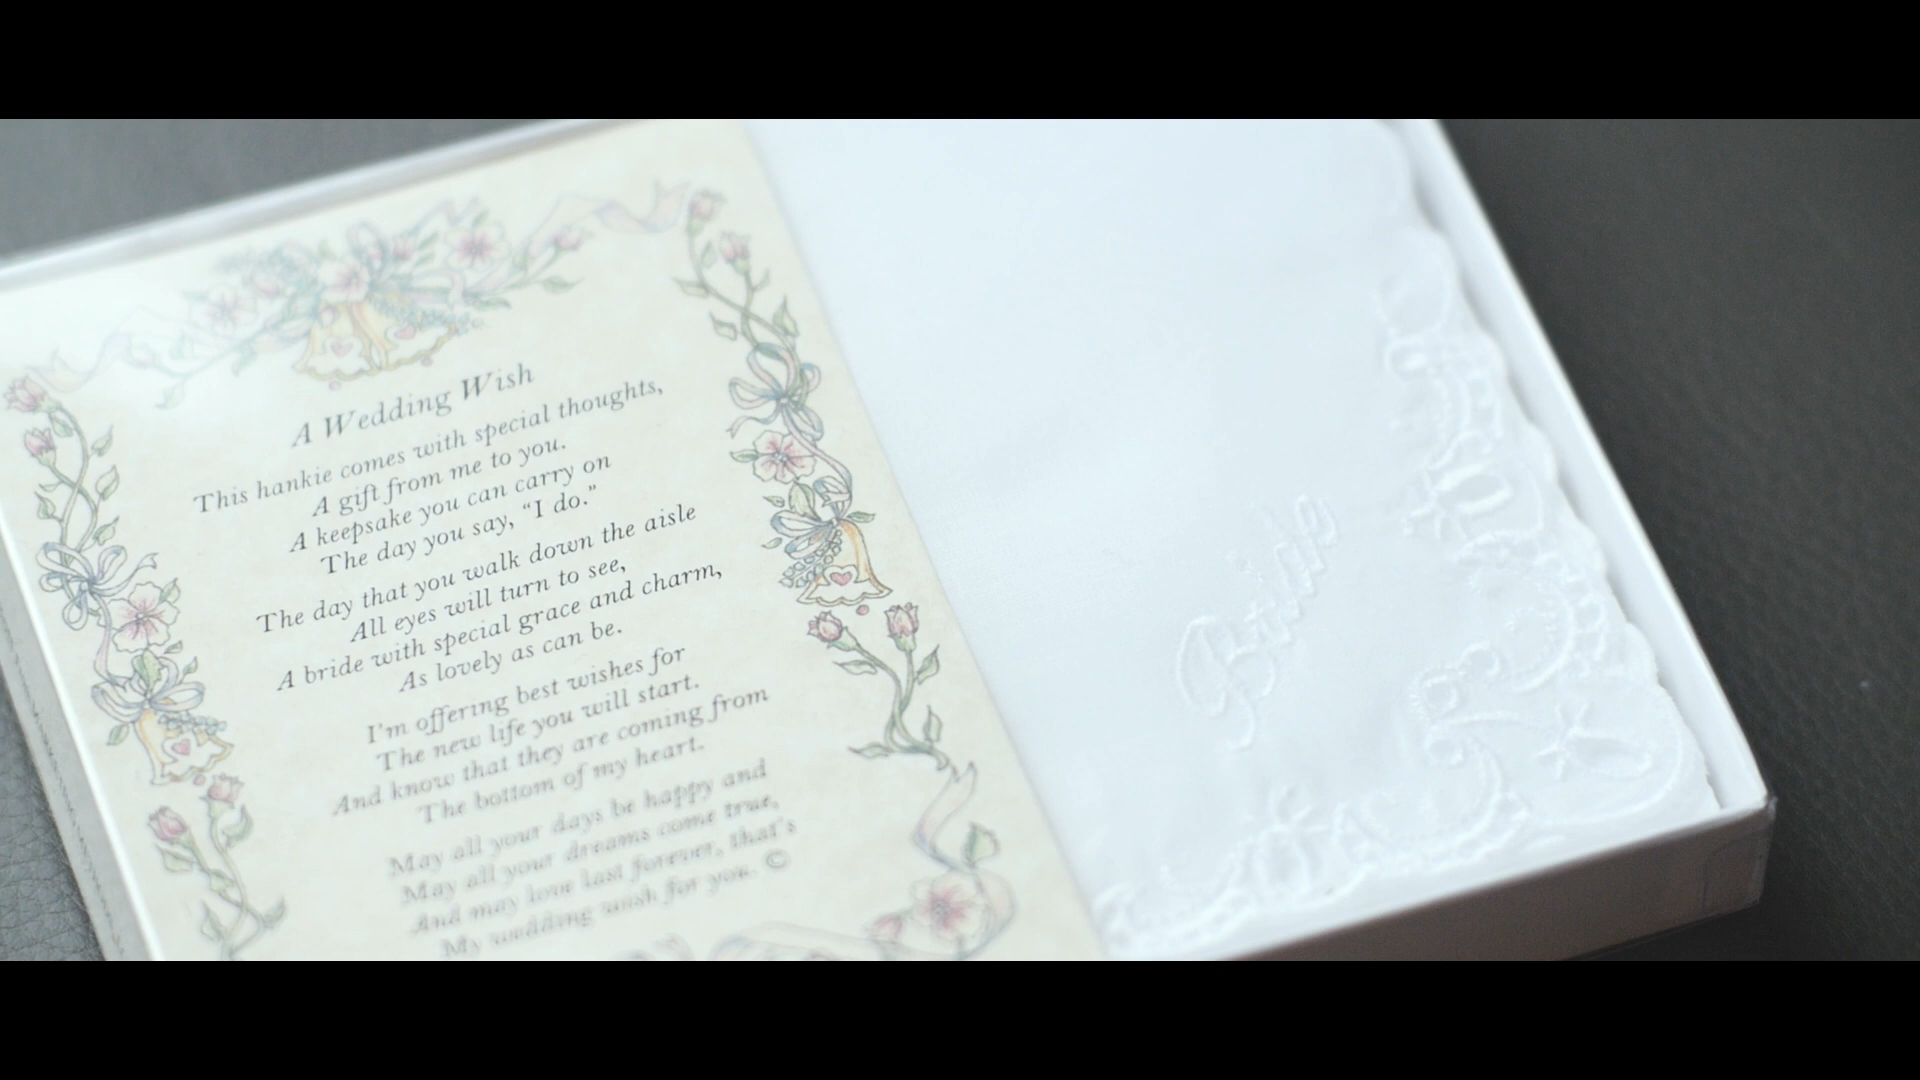 A Wedding Wish
This hankie comes with special thoughts,
A gift from me to you.
A keepsake you can carry on
The day you say, “I do.”
The day that you walk down the aisle
All eyes will turn to see,
A bride with special grace and charm,
As lovely as can be.
I'm offering best wishes for
The new life you will start.
And know that they are coming from
The bottom of my heart.
May all your days be happy and
May all your dreams come true,
And may love last forever, that's
My wedding wish for you. ©
Bride